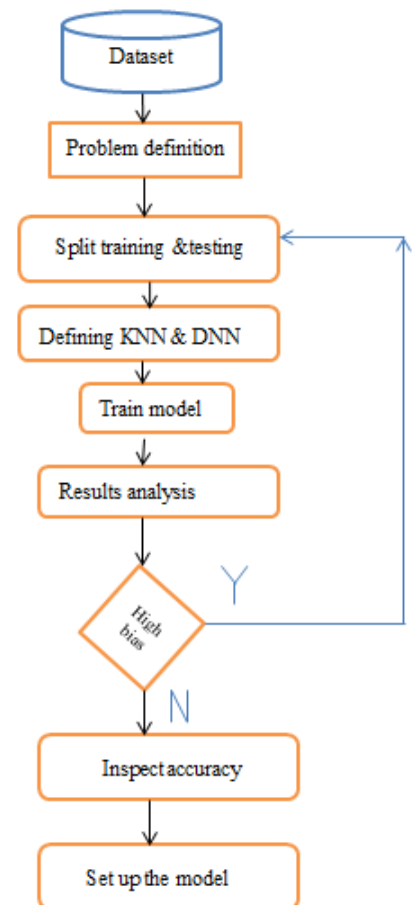 Dataset
Problem definition
Split training &testing
Defining KNN & DNN
Train model
Results analysis
High
bias
Y
N
Inspect accuracy
Set up the model